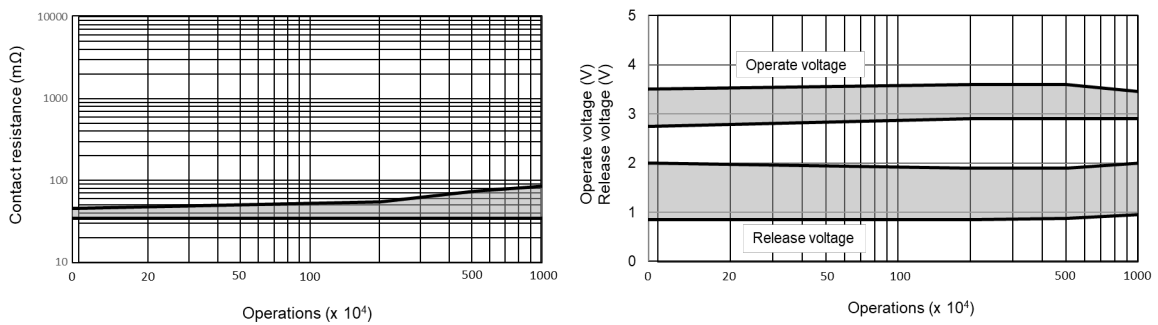 Contact resistance (mΩ)
10000
1000
100
10
0 20 50 100 500 1000
Operations (x 10⁴)
Operate voltage (V)
Release voltage (V)
5
4
3
2
1
0
Operate voltage
Release voltage
0 20 50 100 500 1000
Operations (x 10⁴)